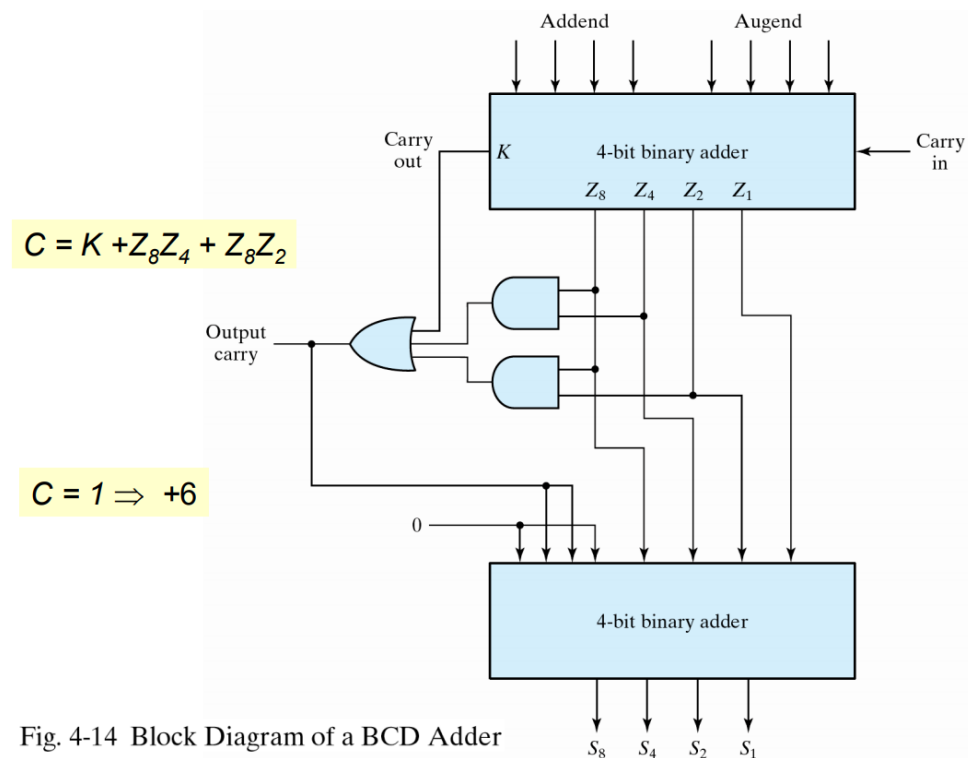 Addend Augend
Carry out
K 4-bit binary adder
Carry in
Z₈ Z₄ Z₂ Z₁
C = K +Z₈Z₄ + Z₈Z₂
Output carry
C = 1 ⇒ +6
0
4-bit binary adder
Fig. 4-14 Block Diagram of a BCD Adder
S₈ S₄ S₂ S₁